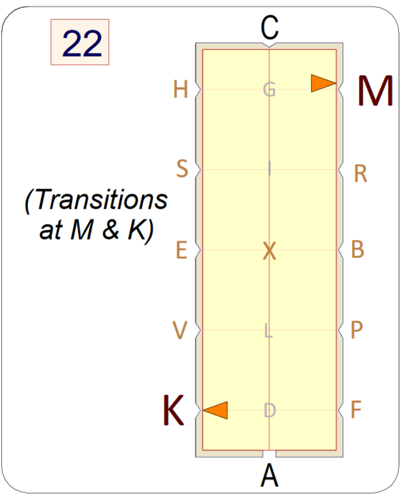 22
C
H G M
S I R
(Transitions
at M & K)
E X B
V L P
K D F
A